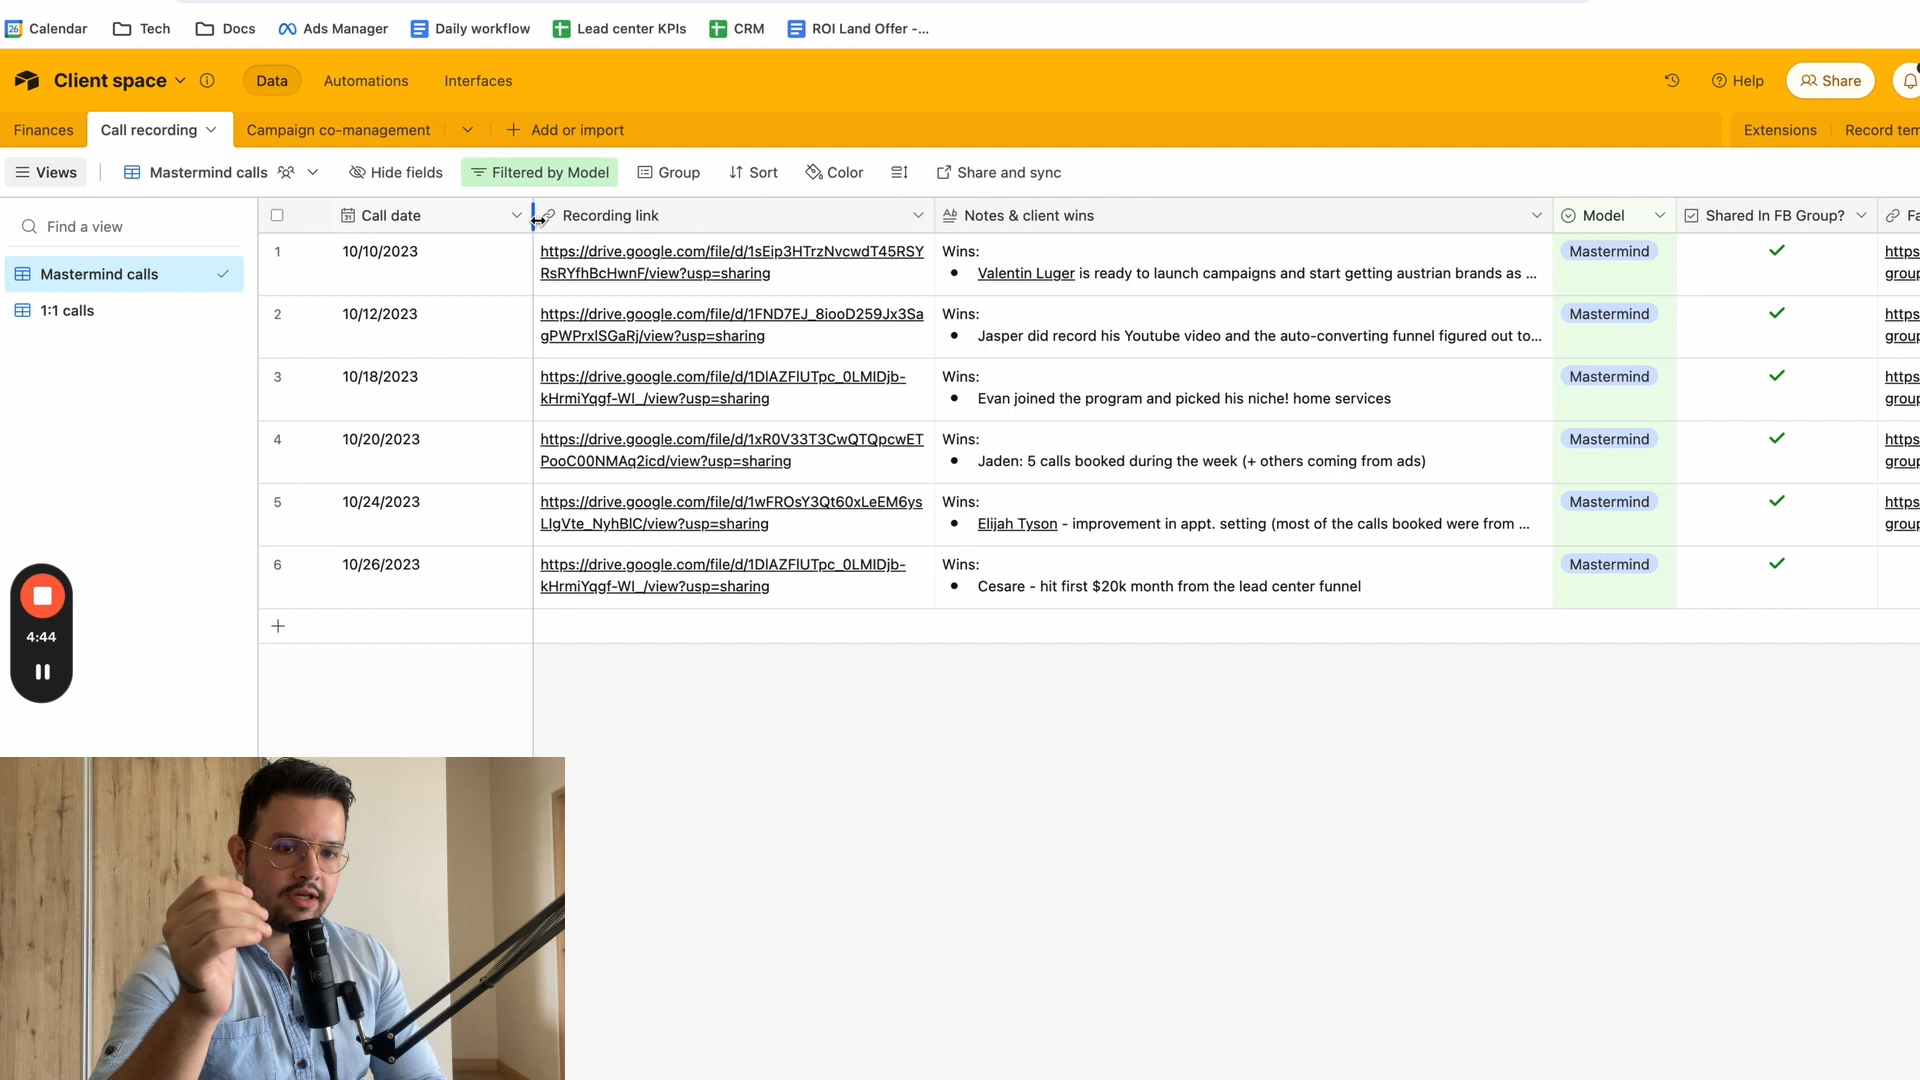 26 Calendar Tech Docs Ads Manager Daily workflow Lead center KPIs CRM ROI Land Offer -...
Client space Data Automations Interfaces Help Share
Finances Call recording Campaign co-management Add or import Extensions Record tem
Views Mastermind calls Hide fields Filtered by Model Group Sort Color Share and sync
Find a view
Mastermind calls
1:1 calls
Call date Recording link Notes & client wins Model Shared In FB Group? Fa
1 10/10/2023 https://drive.google.com/file/d/1sEip3HTrzNvcwdT45RSY Wins: Mastermind https
RsRYfhBcHwnF/view?usp=sharing Valentin Luger is ready to launch campaigns and start getting austrian brands as ... group
2 10/12/2023 https://drive.google.com/file/d/1FND7EJ_8iooD259Jx3Sa Wins: Mastermind https
gPWPrxlSGaRj/view?usp=sharing Jasper did record his Youtube video and the auto-converting funnel figured out to... group
3 10/18/2023 https://drive.google.com/file/d/1DlAZFlUTpc_0LMIDjb- Wins: Mastermind https
kHrmiYqgf-WI_/view?usp=sharing Evan joined the program and picked his niche! home services group
4 10/20/2023 https://drive.google.com/file/d/1xR0V33T3CwQTQpcwET Wins: Mastermind https
PooC00NMAq2icd/view?usp=sharing Jaden: 5 calls booked during the week (+ others coming from ads) group
5 10/24/2023 https://drive.google.com/file/d/1wFROsY3Qt60xLeEM6ys Wins: Mastermind https
LIgVte_NyhBlC/view?usp=sharing Elijah Tyson - improvement in appt. setting (most of the calls booked were from ... group
6 10/26/2023 https://drive.google.com/file/d/1DlAZFlUTpc_0LMIDjb- Wins: Mastermind
kHrmiYqgf-WI_/view?usp=sharing Cesare - hit first $20k month from the lead center funnel
4:44